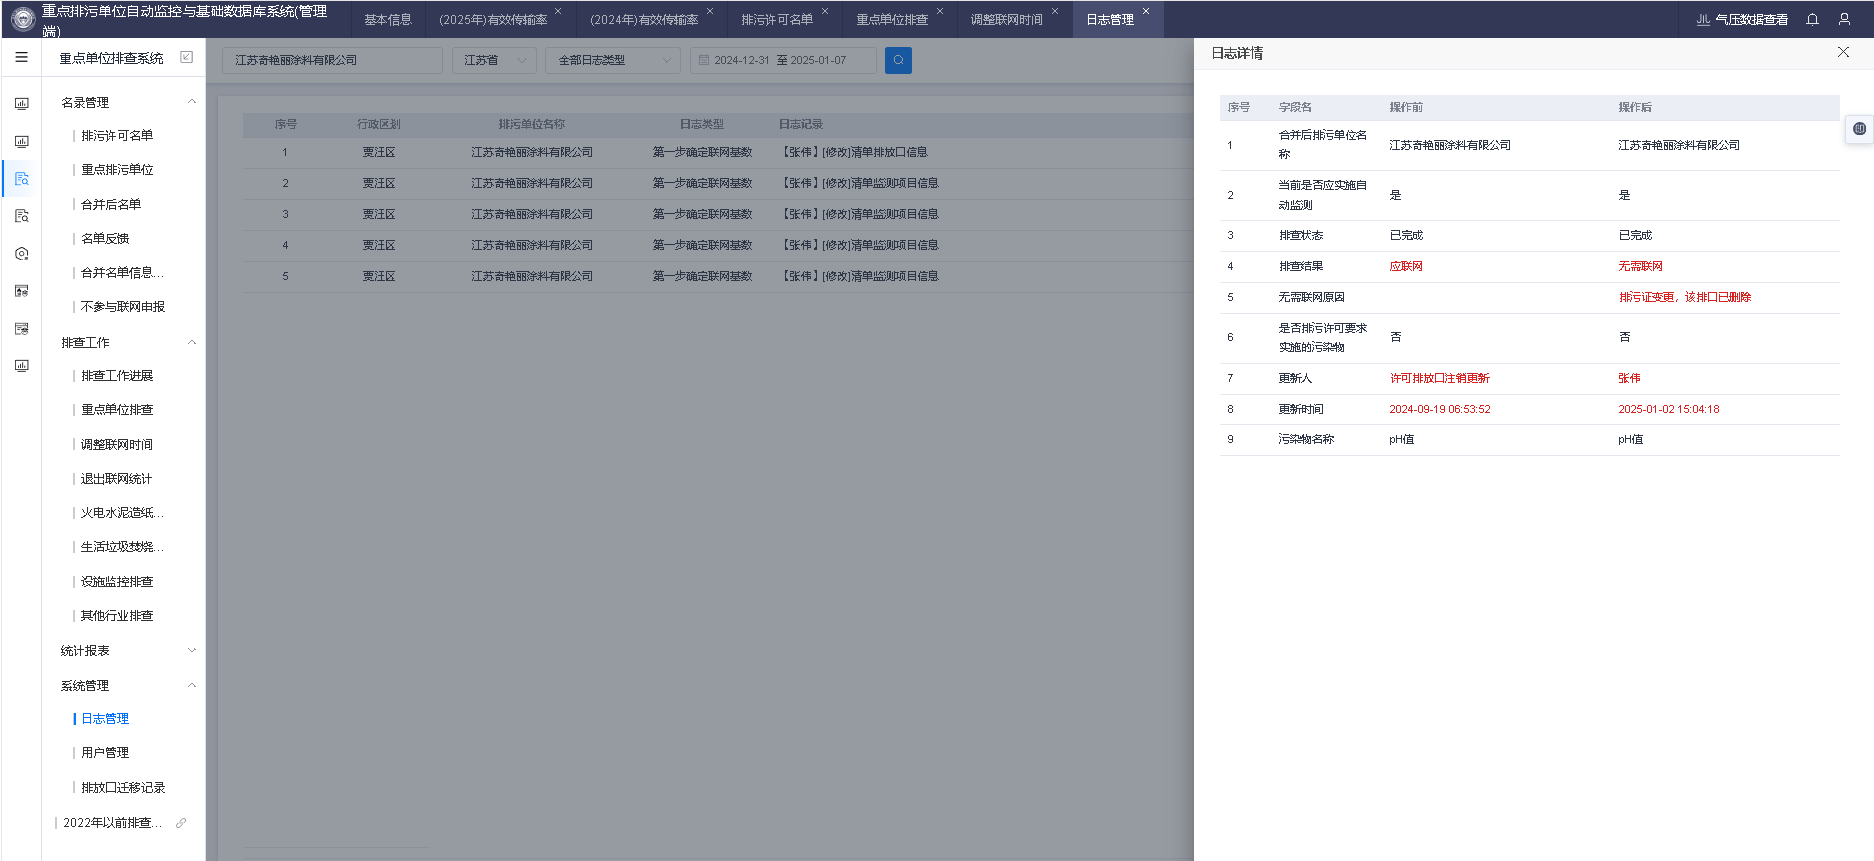 重点排污单位自动监控与基础数据库系统(管理端)
基本信息
(2025年)有效传输率
(2024年)有效传输率
排污许可名单
重点排污单位
调整联网时间
日志管理
气压数据查看
重点单位排查系统
名录管理
排污许可名单
重点排污单位
合并后名单
名单反馈
合并名单信息...
不参与联网申报
排查工作
排查工作进展
重点单位排查
调整联网时间
退出联网统计
火电水泥造纸...
生活垃圾焚烧...
设施监控排查
其他行业排查
统计报表
系统管理
日志管理
用户管理
排放口迁移记录
2022年以前排查...
江苏奇艳丽涂料有限公司
江苏省
全部日志类型
2024-12-31 至 2025-01-07
序号 行政区划 排污单位名称 日志类型 日志记录
1 贾汪区 江苏奇艳丽涂料有限公司 第一步确定联网基数 【张伟】[修改]清单排放口信息
2 贾汪区 江苏奇艳丽涂料有限公司 第一步确定联网基数 【张伟】[修改]清单监测项目信息
3 贾汪区 江苏奇艳丽涂料有限公司 第一步确定联网基数 【张伟】[修改]清单监测项目信息
4 贾汪区 江苏奇艳丽涂料有限公司 第一步确定联网基数 【张伟】[修改]清单监测项目信息
5 贾汪区 江苏奇艳丽涂料有限公司 第一步确定联网基数 【张伟】[修改]清单监测项目信息
日志详情
序号 字段名 操作前 操作后
1 合并后排污单位名称 江苏奇艳丽涂料有限公司 江苏奇艳丽涂料有限公司
2 当前是否应实施自动监测 是 是
3 排查状态 已完成 已完成
4 排查结果 应联网 无需联网
5 无需联网原因 排污证变更，该排口已删除
6 是否排污许可要求实施的污染物 否 否
7 更新人 许可排放口注销更新 张伟
8 更新时间 2024-09-19 06:53:52 2025-01-02 15:04:18
9 污染物名称 pH值 pH值